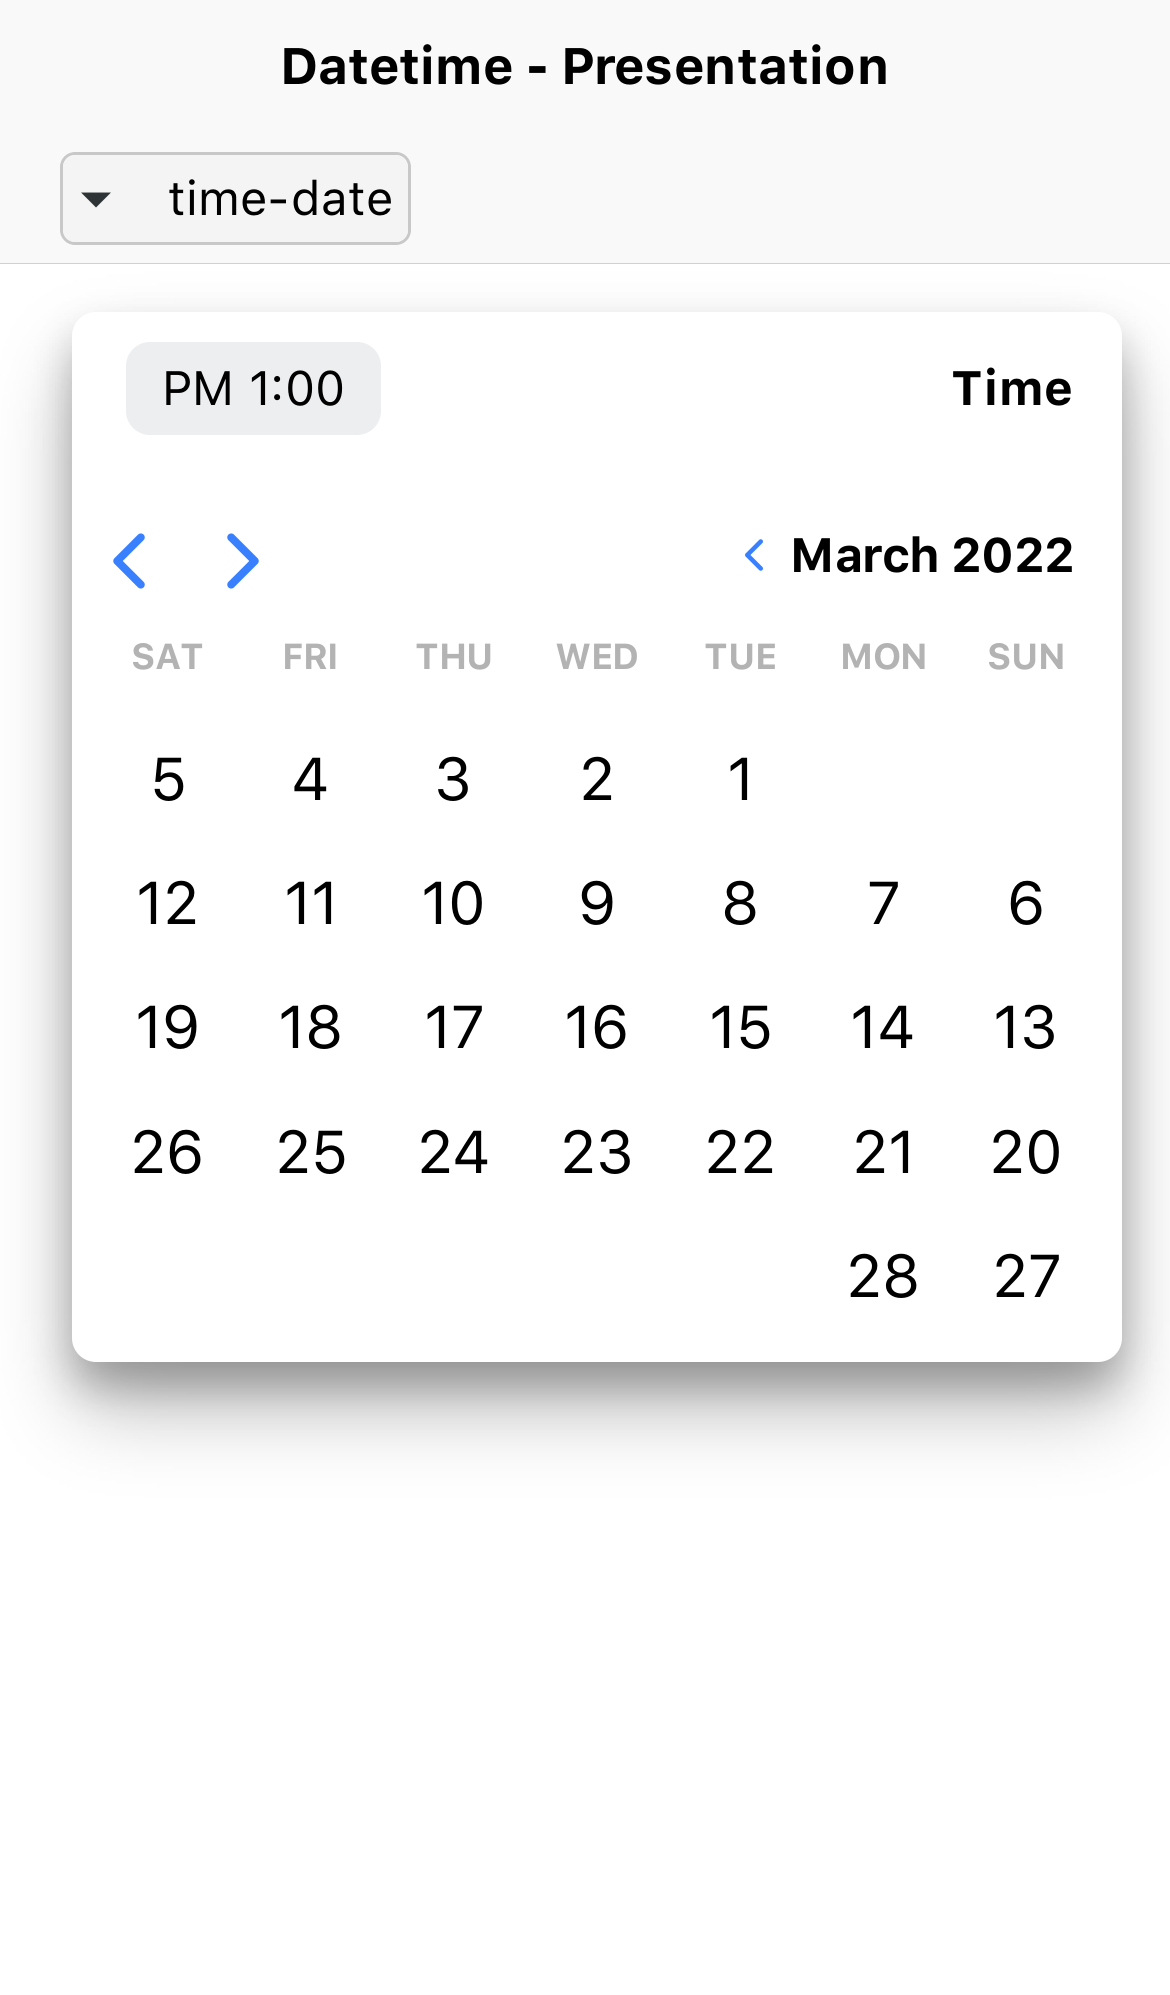 Datetime - Presentation
time-date
PM 1:00 Time
March 2022
SAT FRI THU WED TUE MON SUN
5 4 3 2 1
12 11 10 9 8 7 6
19 18 17 16 15 14 13
26 25 24 23 22 21 20
28 27